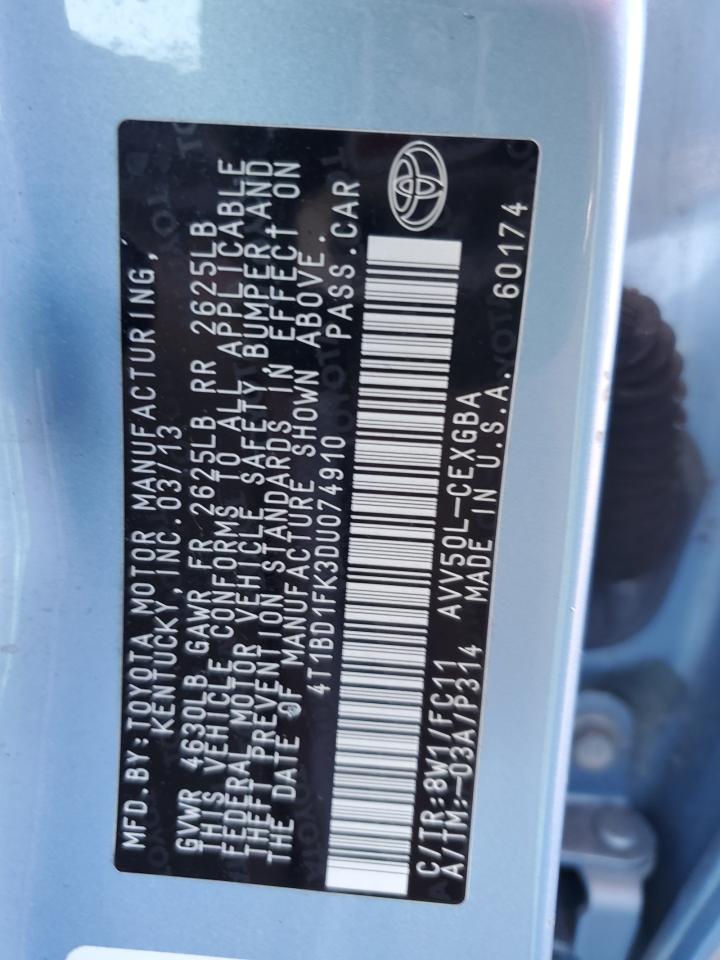 MFD.BY:TOYOTA MOTOR MANUFACTURING,
KENTUCKY,INC. 03/13
GVWR 4630LB GAWR FR 2625LB RR 2625LB
THIS VEHICLE CONFORMS TO ALL APPLICABLE
FEDERAL MOTOR VEHICLE SAFETY,BUMPER,AND
THEFT PREVENTION STANDARDS IN EFFECT ON
THE DATE OF MANUFACTURE SHOWN ABOVE.
4T1BD1FK3DU074910 PASS.CAR
C/TR:8W1/FC11 AVV50L-CEXGBA
A/TM:-03A/P314 MADE IN U.S.A. 60174